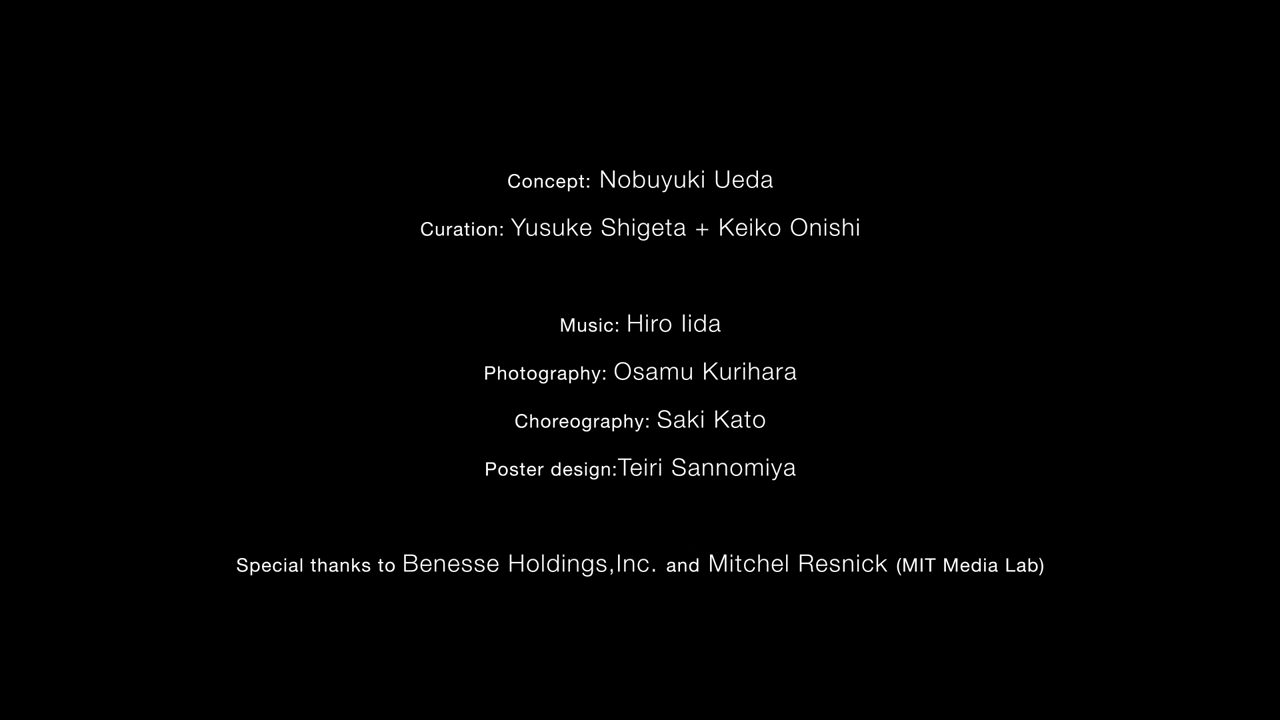 Concept: Nobuyuki Ueda
Curation: Yusuke Shigeta + Keiko Onishi
Music: Hiro Iida
Photography: Osamu Kurihara
Choreography: Saki Kato
Poster design:Teiri Sannomiya
Special thanks to Benesse Holdings,Inc. and Mitchel Resnick (MIT Media Lab)